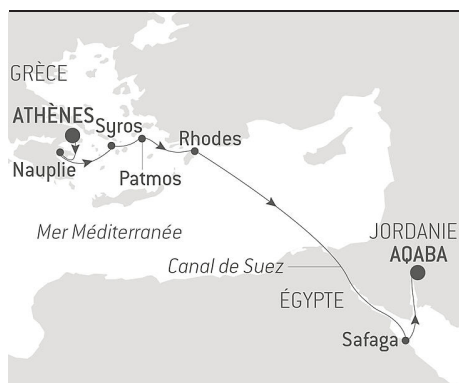 GRÈCE
ATHÈNES
Syros
Rhodes
Nauplie
Patmos
Mer Méditerranée
JORDANIE
AQABA
Canal de Suez
ÉGYPTE
Safaga